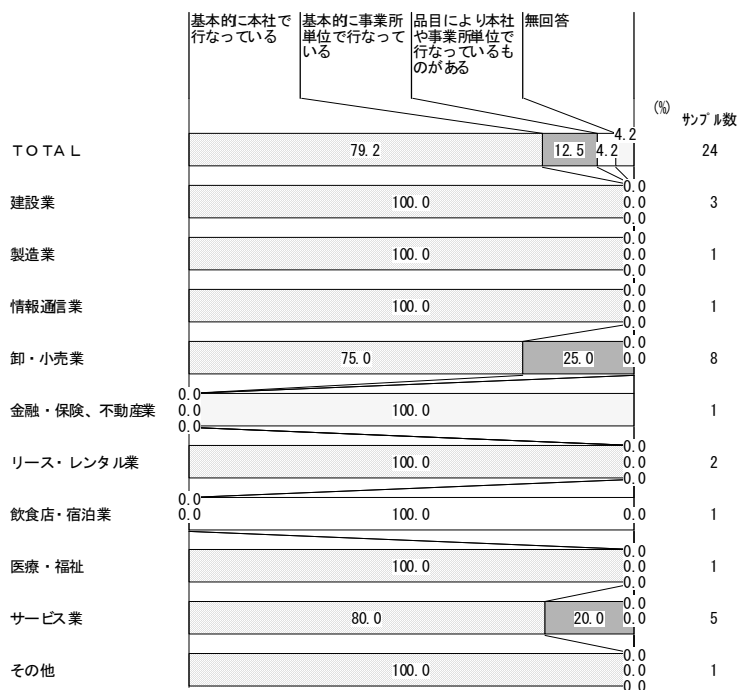 基本的に本社で
行なっている
基本的に事業所
単位で行なって
いる
品目により本社
や事業所単位で
行なっているも
のがある
無回答
(%)
サンプル数
TOTAL 79.2 12.5 4.2 4.2 24
建設業 100.0 0.0 0.0 0.0 3
製造業 100.0 0.0 0.0 0.0 1
情報通信業 100.0 0.0 0.0 0.0 1
卸・小売業 75.0 25.0 0.0 0.0 8
金融・保険、不動産業 0.0 0.0 0.0 100.0 1
リース・レンタル業 100.0 0.0 0.0 0.0 2
飲食店・宿泊業 0.0 0.0 100.0 0.0 1
医療・福祉 100.0 0.0 0.0 0.0 1
サービス業 80.0 20.0 0.0 0.0 5
その他 100.0 0.0 0.0 0.0 1